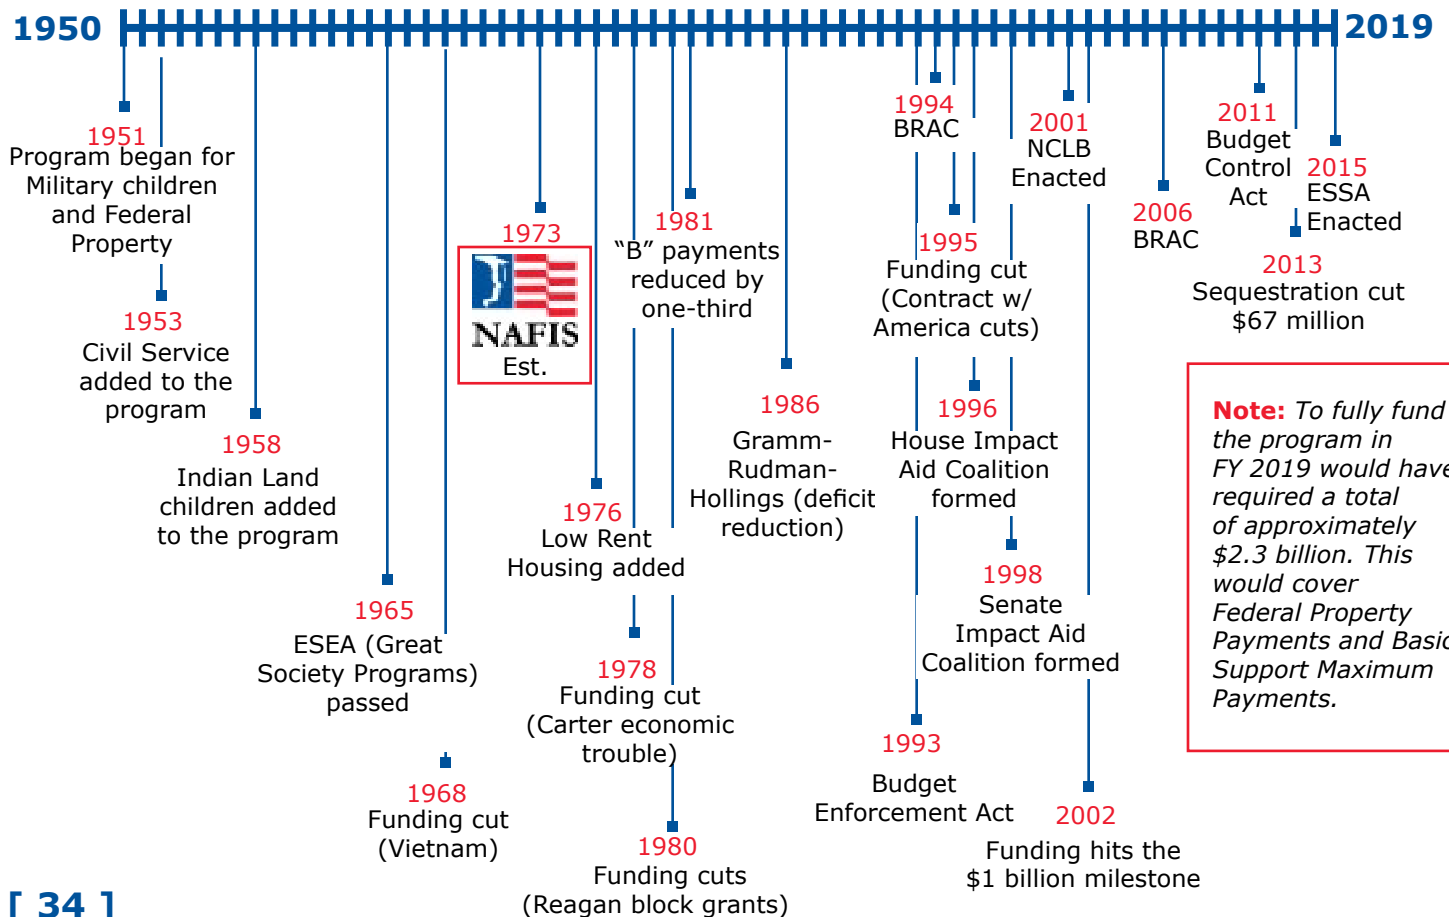 1950
2019
1951
Program began for
Military children
and Federal
Property
1953
Civil Service
added to the
program
1958
Indian Land
children added
to the program
1965
ESEA (Great
Society Programs)
passed
1968
Funding cut
(Vietnam)
1973
NAFIS
Est.
1976
Low Rent
Housing added
1978
Funding cut
(Carter economic
trouble)
1980
Funding cuts
(Reagan block grants)
1981
“B” payments
reduced by
one-third
1986
Gramm-
Rudman-
Hollings (deficit
reduction)
1993
Budget
Enforcement Act
1994
BRAC
1995
Funding cut
(Contract w/
America cuts)
1996
House Impact
Aid Coalition
formed
1998
Senate
Impact Aid
Coalition formed
2001
NCLB
Enacted
2002
Funding hits the
$1 billion milestone
2006
BRAC
2011
Budget
Control
Act
2013
Sequestration cut
$67 million
2015
ESSA
Enacted
Note: To fully fund
the program in
FY 2019 would have
required a total
of approximately
$2.3 billion. This
would cover
Federal Property
Payments and Basic
Support Maximum
Payments.
[ 34 ]